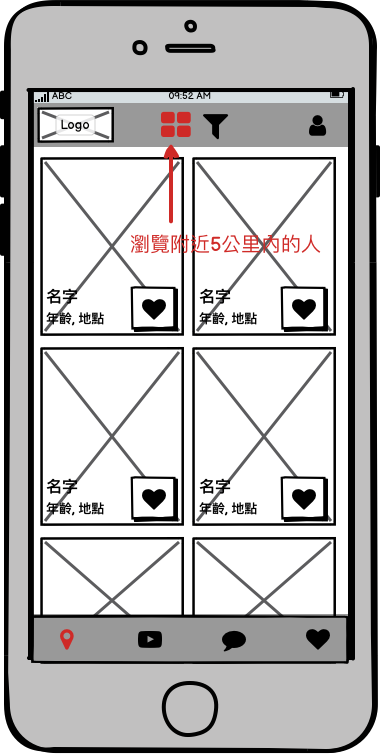 ABC 09:52 AM
Logo
瀏覽附近5公里內的人
名字 名字
年齡, 地點 年齡, 地點
名字 名字
年齡, 地點 年齡, 地點